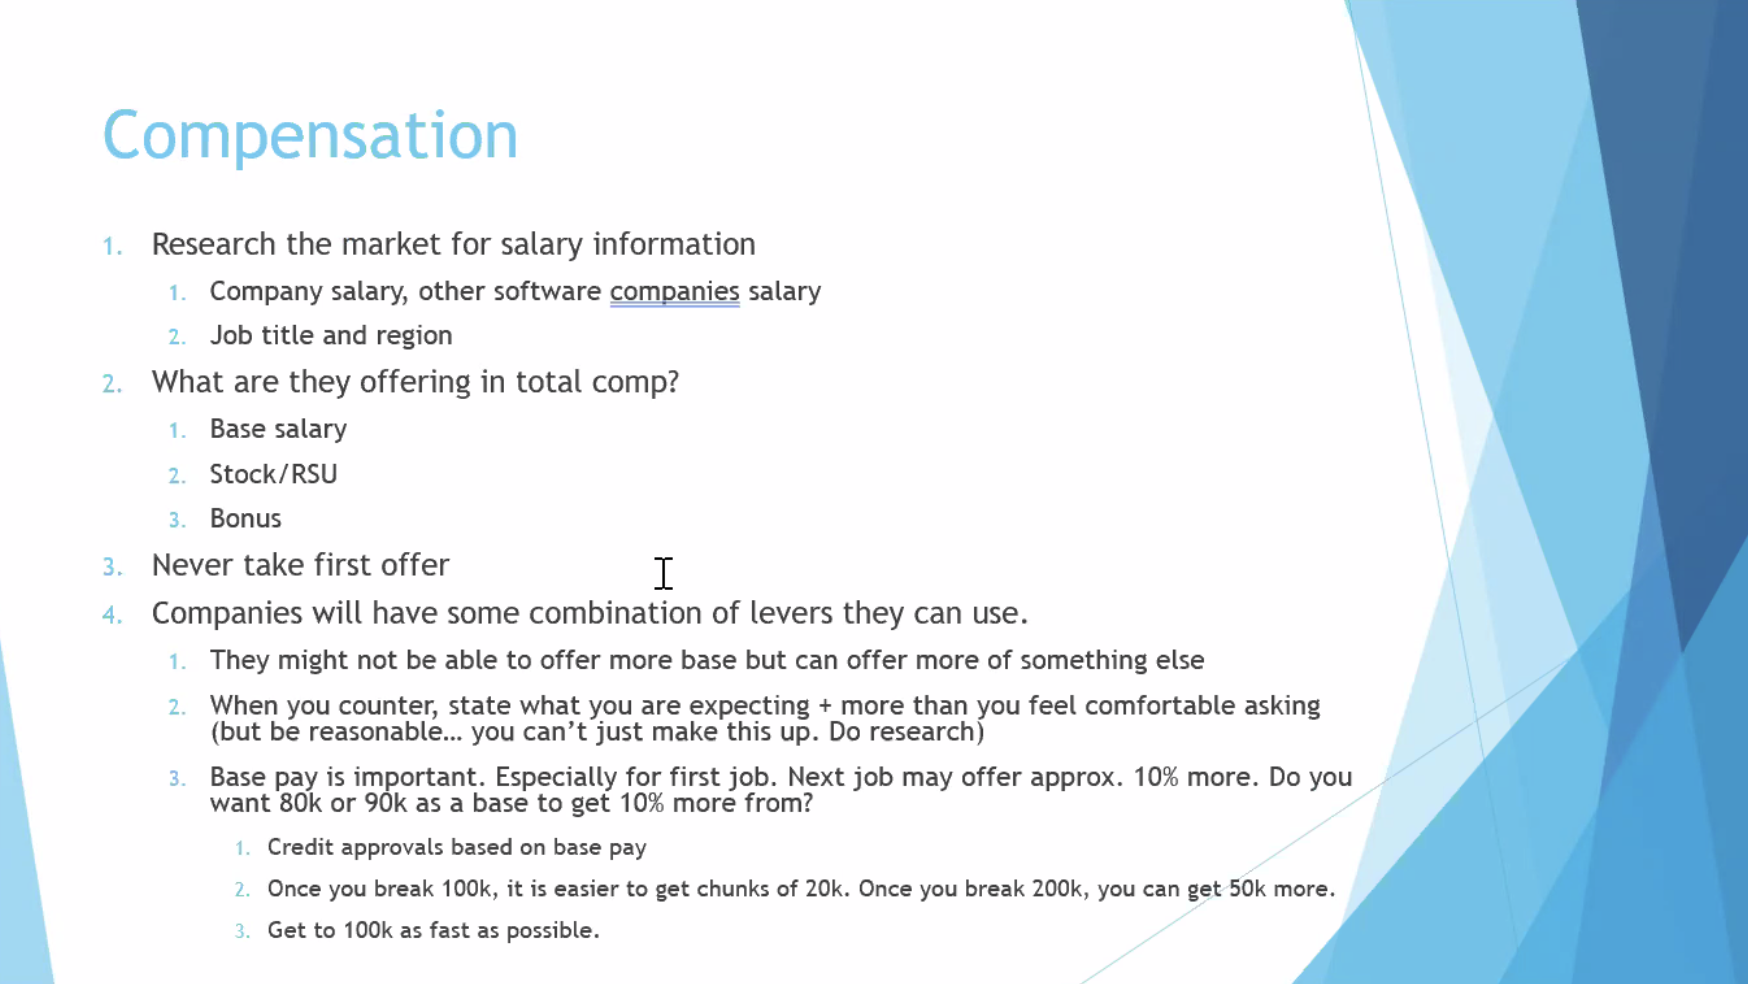 Compensation
1. Research the market for salary information
1. Company salary, other software companies salary
2. Job title and region
2. What are they offering in total comp?
1. Base salary
2. Stock/RSU
3. Bonus
3. Never take first offer
4. Companies will have some combination of levers they can use.
1. They might not be able to offer more base but can offer more of something else
2. When you counter, state what you are expecting + more than you feel comfortable asking
(but be reasonable… you can’t just make this up. Do research)
3. Base pay is important. Especially for first job. Next job may offer approx. 10% more. Do you
want 80k or 90k as a base to get 10% more from?
1. Credit approvals based on base pay
2. Once you break 100k, it is easier to get chunks of 20k. Once you break 200k, you can get 50k more.
3. Get to 100k as fast as possible.